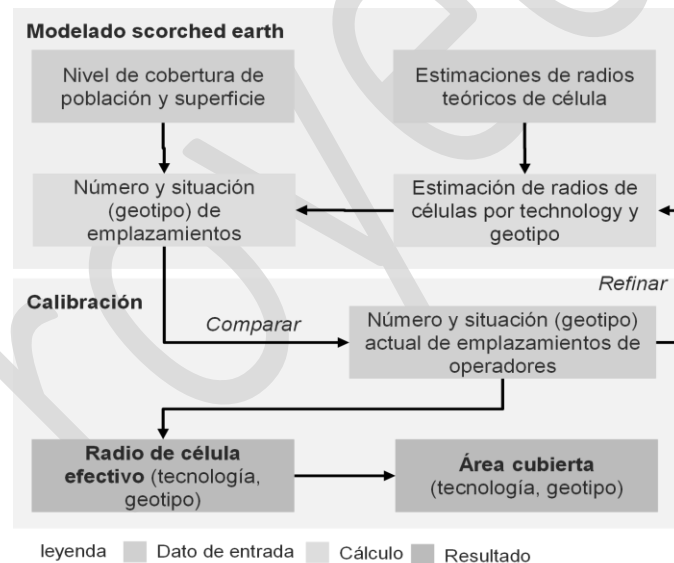 Modelado scorched earth
Nivel de cobertura de
población y superficie
Estimaciones de radios
teóricos de célula
Número y situación
(geotipo) de
emplazamientos
Estimación de radios de
células por technology y
geotipo
Refinar
Calibración
Comparar
Número y situación (geotipo)
actual de emplazamientos de
operadores
Radio de célula
efectivo (tecnología,
geotipo)
Área cubierta
(tecnología, geotipo)
leyenda Dato de entrada Cálculo Resultado